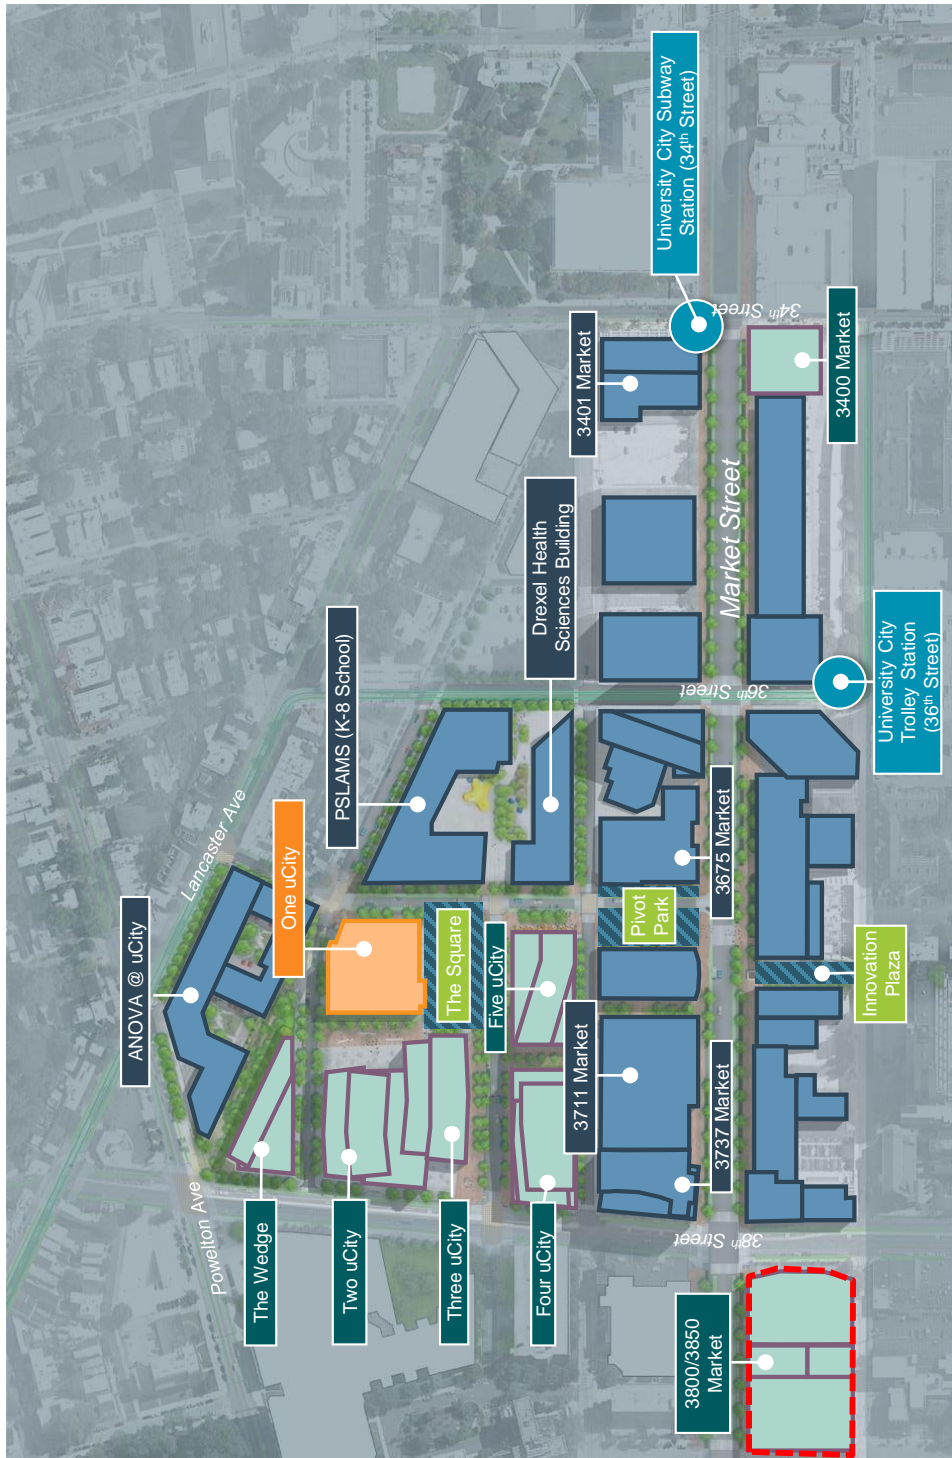 University City Subway
Station (34th Street)
34th Street
3401 Market
3400 Market
Market Street
Drexel Health
Sciences Building
PSLAMS (K-8 School)
36th Street
University City
Trolley Station
(36th Street)
Lancaster Ave
One uCity
3675 Market
ANOVA @ uCity
The Square
Pivot
Park
Five uCity
Innovation
Plaza
3711 Market
3737 Market
Powelton Ave
The Wedge
Two uCity
Three uCity
Four uCity
38th Street
3800/3850
Market